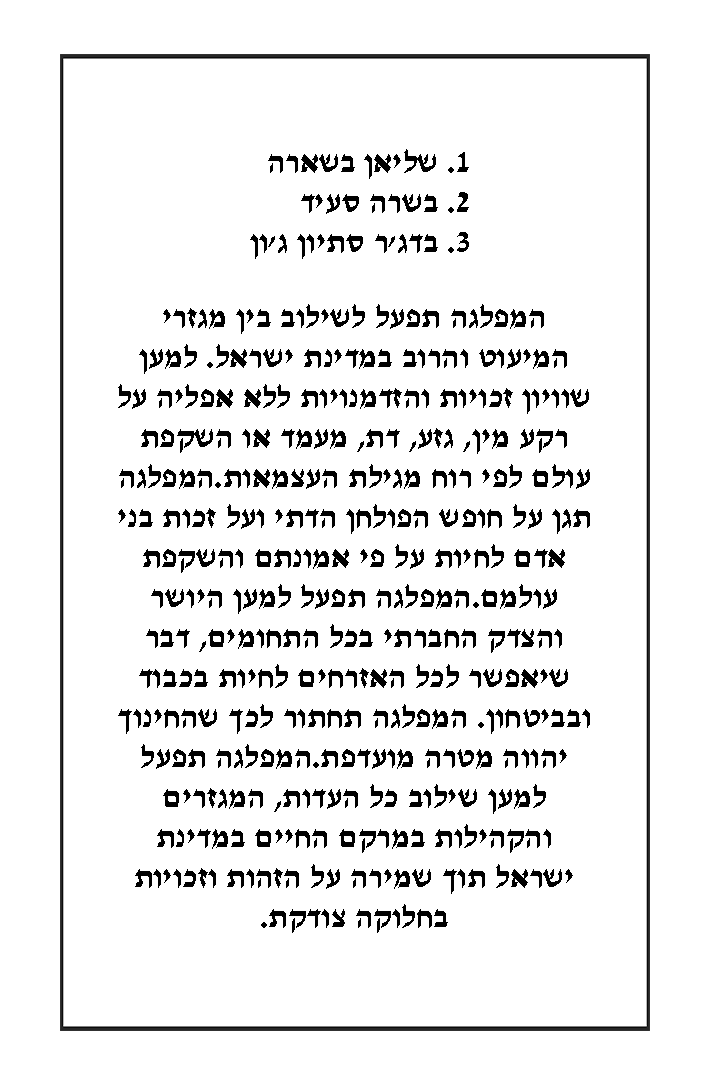 1. שליאן בשארה
2. בשרה סעיד
3. בדג׳ר סתיון ג׳ון
המפלגה תפעל לשילוב בין מגזרי
המיעוט והרוב במדינת ישראל. למען
שוויון זכויות והזדמנויות ללא אפליה על
רקע מין, גזע, דת, מעמד או השקפת
עולם לפי רוח מגילת העצמאות.המפלגה
תגן על חופש הפולחן הדתי ועל זכות בני
אדם לחיות על פי אמונתם והשקפת
עולמם.המפלגה תפעל למען היושר
והצדק החברתי בכל התחומים, דבר
שיאפשר לכל האזרחים לחיות בכבוד
ובביטחון. המפלגה תחתור לכך שהחינוך
יהווה מטרה מועדפת.המפלגה תפעל
למען שילוב כל העדות, המגזרים
והקהילות במרקם החיים במדינת
ישראל תוך שמירה על הזהות וזכויות
בחלוקה צודקת.